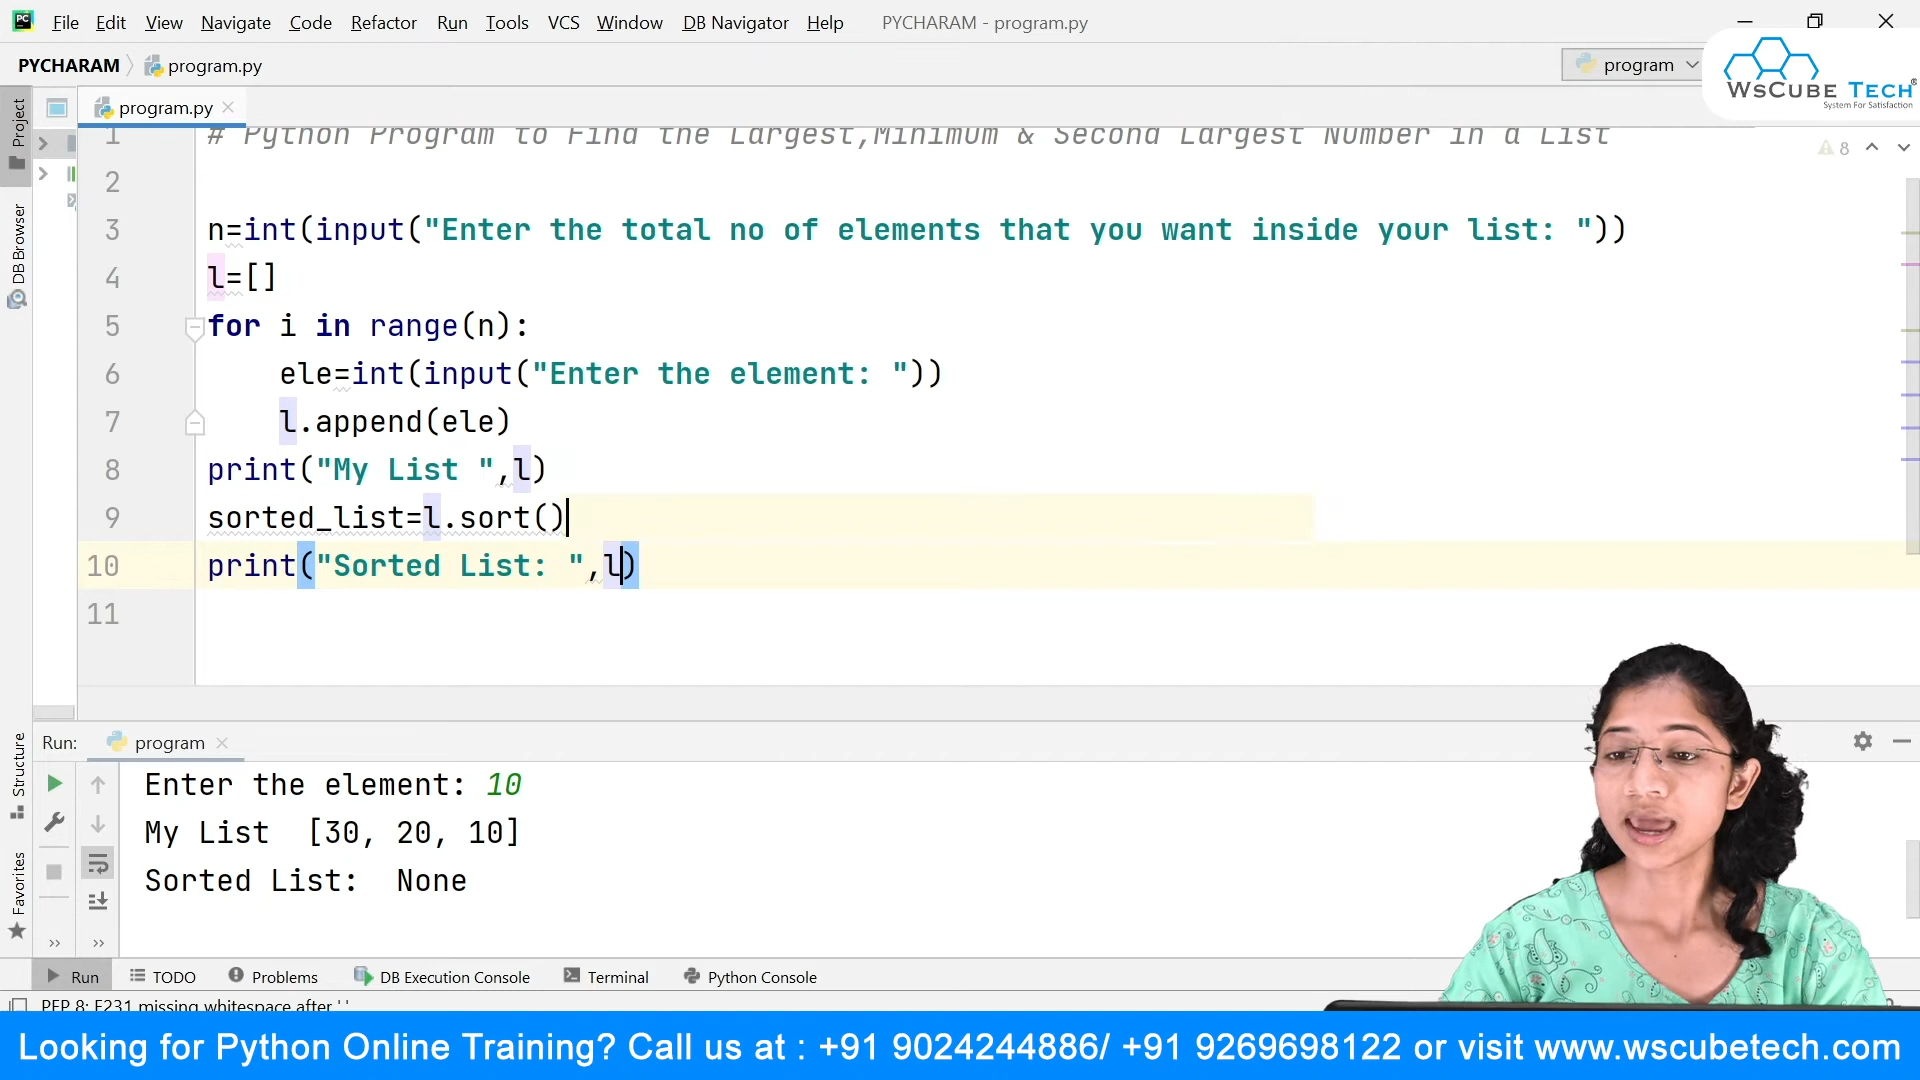 File Edit View Navigate Code Refactor Run Tools VCS Window DB Navigator Help PYCHARAM - program.py
PYCHARAM program.py program
WsCube Tech®
System For Satisfaction
Project
DB Browser
Structure
Favorites
program.py
8
1 # Python Program to Find the Largest,Minimum & Second Largest Number in a List
2
3 n=int(input("Enter the total no of elements that you want inside your list: "))
4 l=[]
5 for i in range(n):
6 ele=int(input("Enter the element: "))
7 l.append(ele)
8 print("My List ",l)
9 sorted_list=l.sort()
10 print("Sorted List: ",l)
11
Run: program
Enter the element: 10
My List [30, 20, 10]
Sorted List: None
Run TODO Problems DB Execution Console Terminal Python Console
PEP 8: E231 missing whitespace after ','
Looking for Python Online Training? Call us at : +91 9024244886/ +91 9269698122 or visit www.wscubetech.com